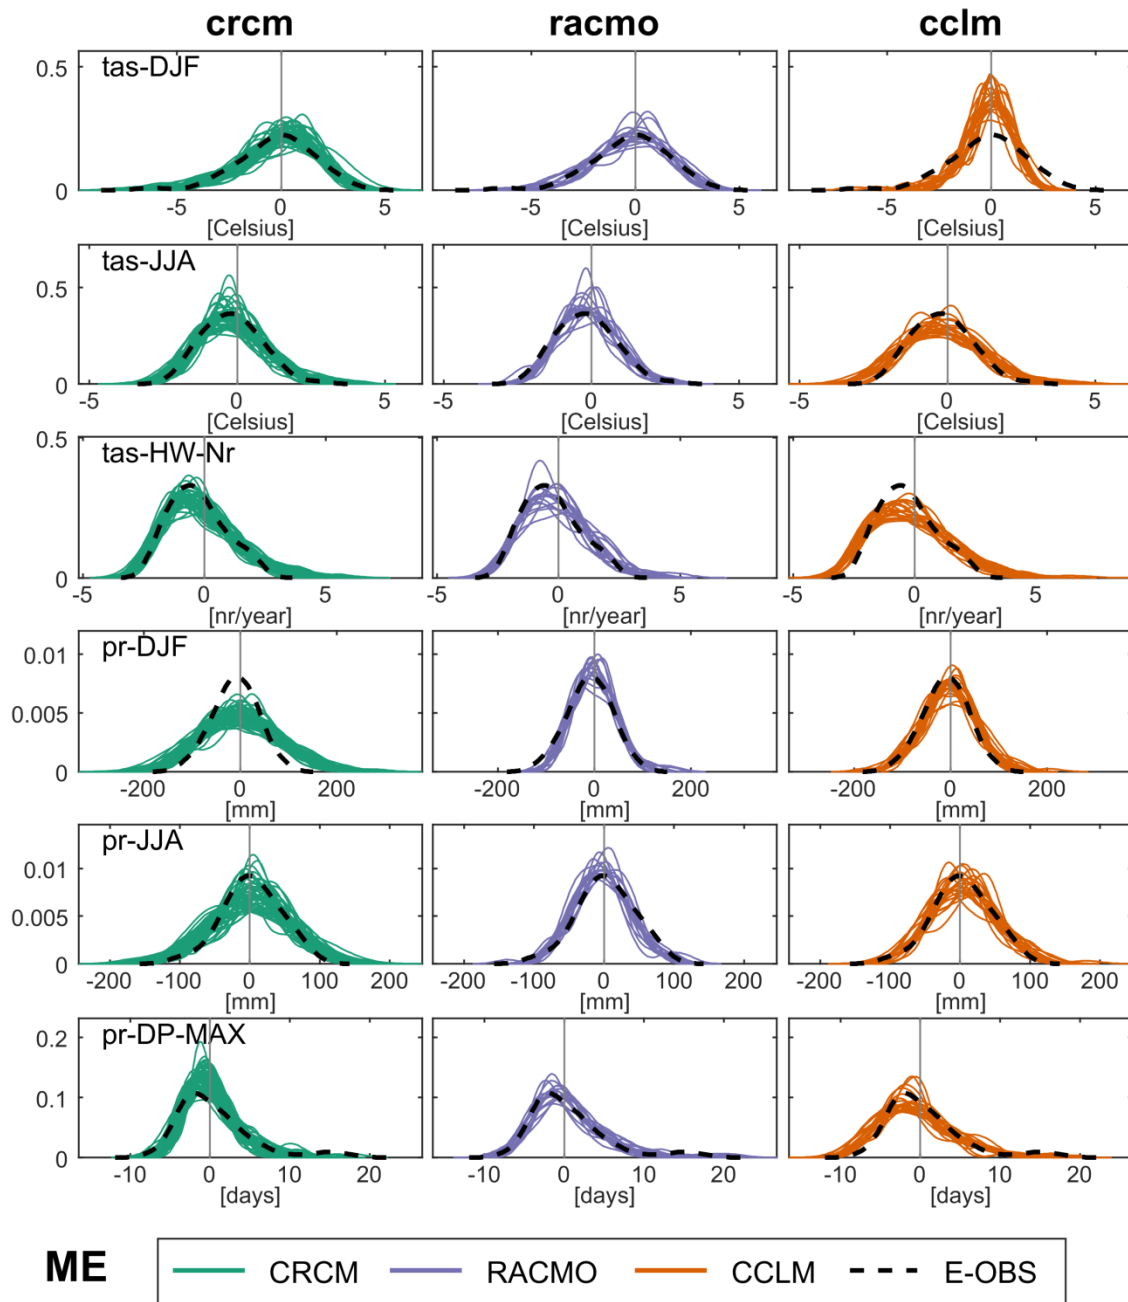 crcm racmo cclm
tas-DJF
0.5
0
-5 0 5 -5 0 5 -5 0 5
[Celsius] [Celsius] [Celsius]
tas-JJA
0.5
0
-5 0 5 -5 0 5 -5 0 5
[Celsius] [Celsius] [Celsius]
0.5
tas-HW-Nr
0
-5 0 5 -5 0 5 -5 0 5
[nr/year] [nr/year] [nr/year]
pr-DJF
0.01
0.005
0
-200 0 200 -200 0 200 -200 0 200
[mm] [mm] [mm]
pr-JJA
0.01
0.005
0
-200 -100 0 100 200 -200 -100 0 100 200 -200 -100 0 100 200
[mm] [mm] [mm]
pr-DP-MAX
0.2
0.1
0
-10 0 10 20 -10 0 10 20 -10 0 10 20
[days] [days] [days]
ME CRCM RACMO CCLM E-OBS